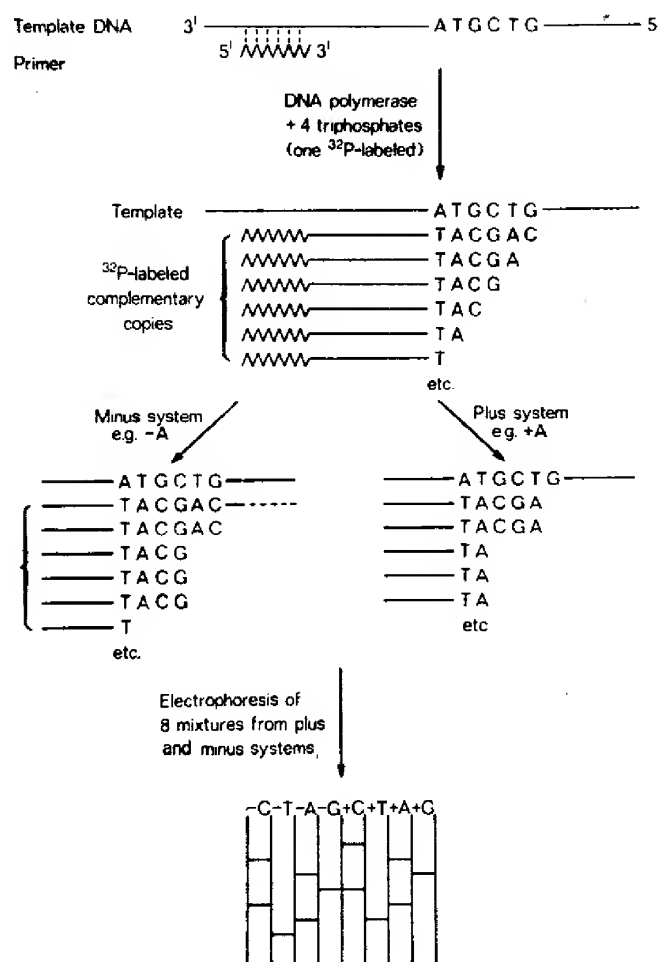 Template DNA 3' ATGCTG 5
5' 3'
Primer
DNA polymerase
+ 4 triphosphates
(one ³²P-labeled)
Template ATGCTG
TACGAC
TACGA
³²P-labeled
complementary
copies
TACG
TAC
TA
T
etc.
Minus system
e.g. -A
Plus system
e.g. +A
ATGCTG
TACGAC
TACGAC
TACG
TACG
TACG
T
etc.
ATGCTG
TACGA
TACGA
TA
TA
TA
etc
Electrophoresis of
8 mixtures from plus
and minus systems,
-C-T-A-G+C+T+A+G